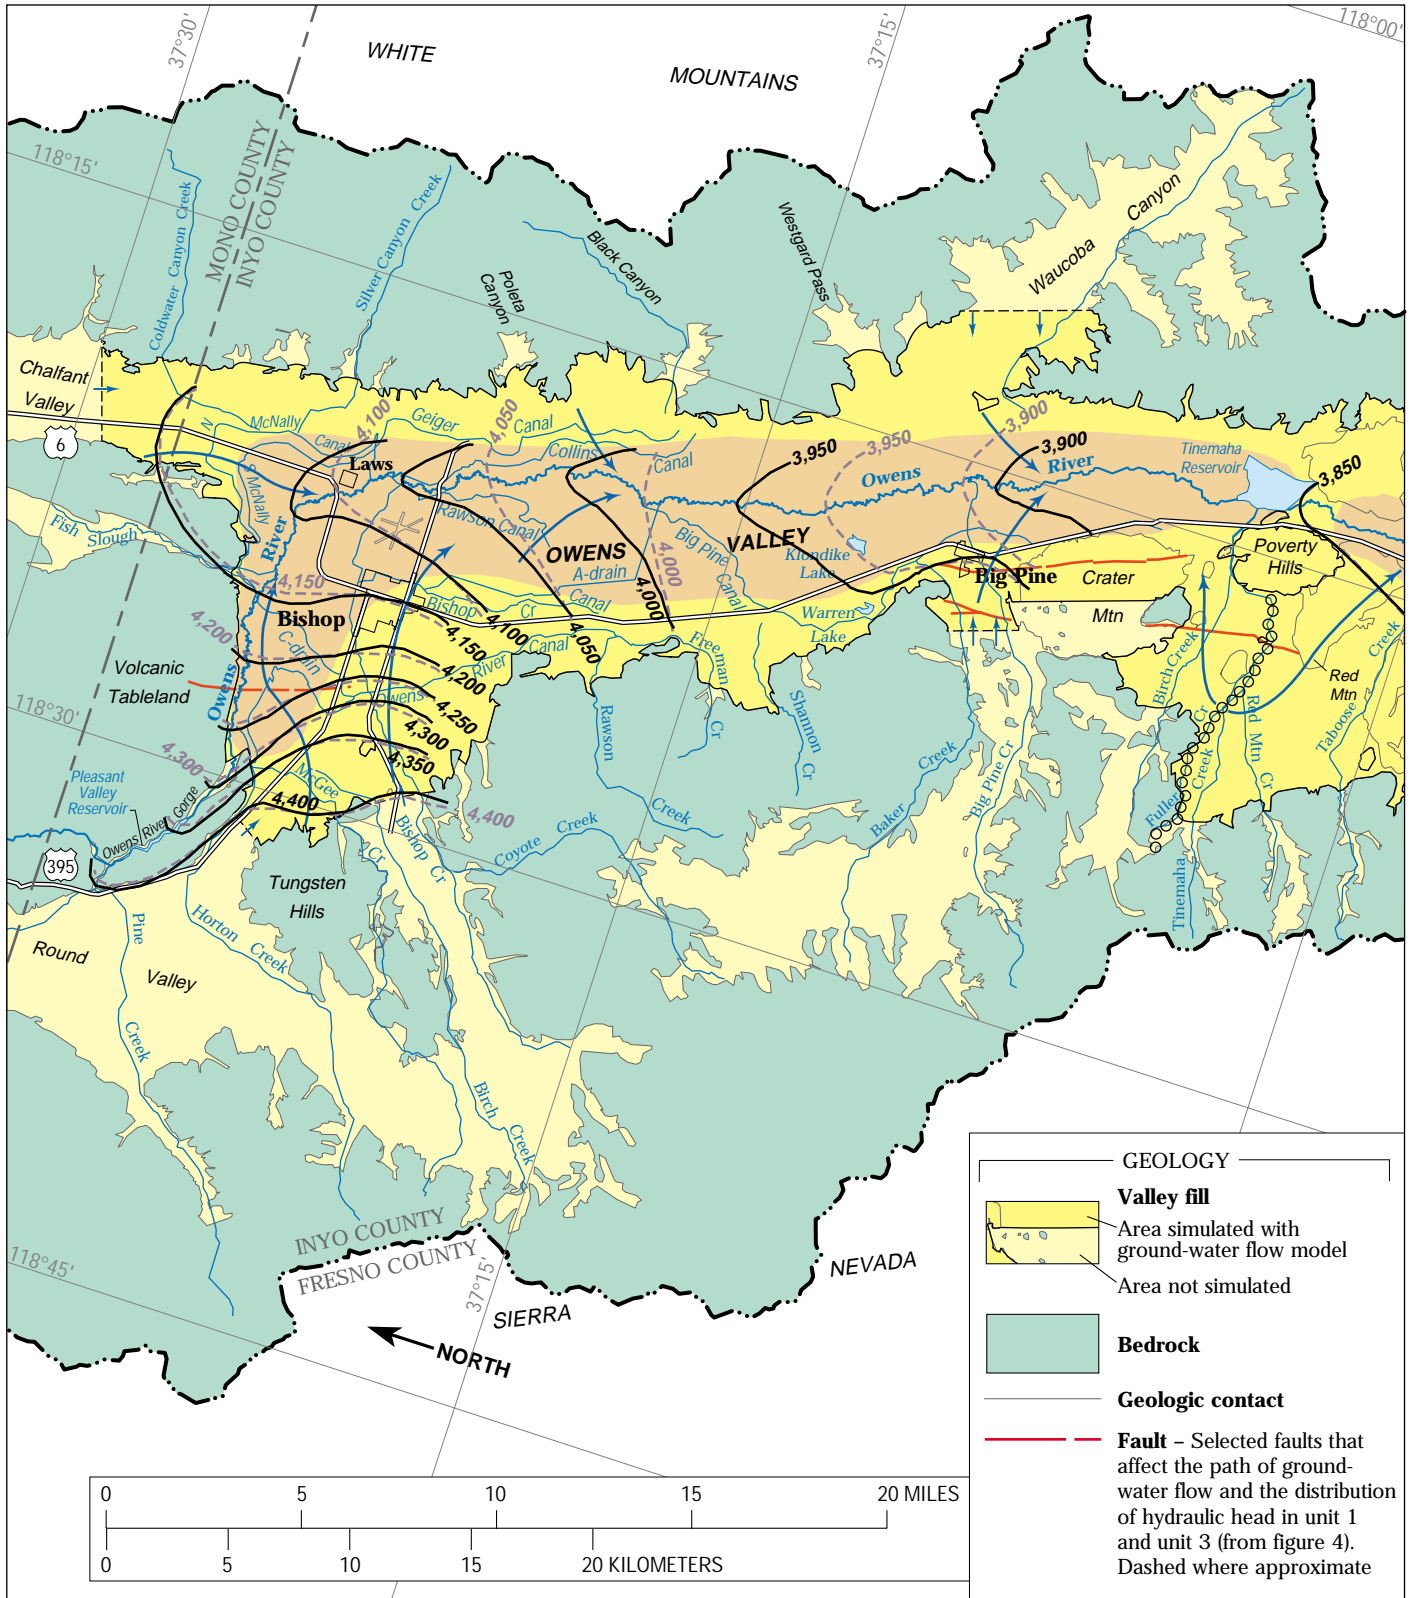 37°30'
WHITE
MOUNTAINS
37°15'
118°00'
118°15'
MONO COUNTY
INYO COUNTY
Coldwater Canyon Creek
Silver Canyon Creek
Poleta
Canyon
Black Canyon
Westgard Pass
Waucoba
Canyon
Chalfant
Valley
6
N
McNally
Canal
4,100
Geiger
Canal
4,050
Collins
Canal
Laws
McNally
3,950
3,950
3,900
3,900
Owens
River
Tinemaha
Reservoir
3,850
Fish
Slough
River
Rawson Canal
OWENS
VALLEY
Big Pine
Canal
Klondike
Lake
A-drain
Canal
4,000
4,000
Big Pine
Crater
Mtn
Poverty
Hills
4,150
Bishop
Bishop
Cr
4,100
4,050
4,150
4,200
4,200
4,250
4,300
4,350
C-drain
Volcanic
Tableland
Owens
Owens
River
Canal
Warren
Lake
Freeman
Cr
Shannon
Cr
Rawson
Creek
Birch
Creek
Red
Mtn
Taboose
Creek
Red Mtn
Cr
Cr
Fuller
Creek
Tinemaha
118°30'
4,300
Pleasant
Valley
Reservoir
Owens River Gorge
McGee
Cr
4,400
4,400
Bishop
Cr
Coyote
Creek
Baker
Creek
Big Pine Cr
395
Tungsten
Hills
Round
Valley
Pine
Creek
Horton
Creek
Birch
Creek
INYO COUNTY
FRESNO COUNTY
118°45'
37°15'
SIERRA
NEVADA
NORTH
0 5 10 15 20 MILES
0 5 10 15 20 KILOMETERS
GEOLOGY
Valley fill
Area simulated with
ground-water flow model
Area not simulated
Bedrock
Geologic contact
Fault – Selected faults that
affect the path of ground-
water flow and the distribution
of hydraulic head in unit 1
and unit 3 (from figure 4).
Dashed where approximate